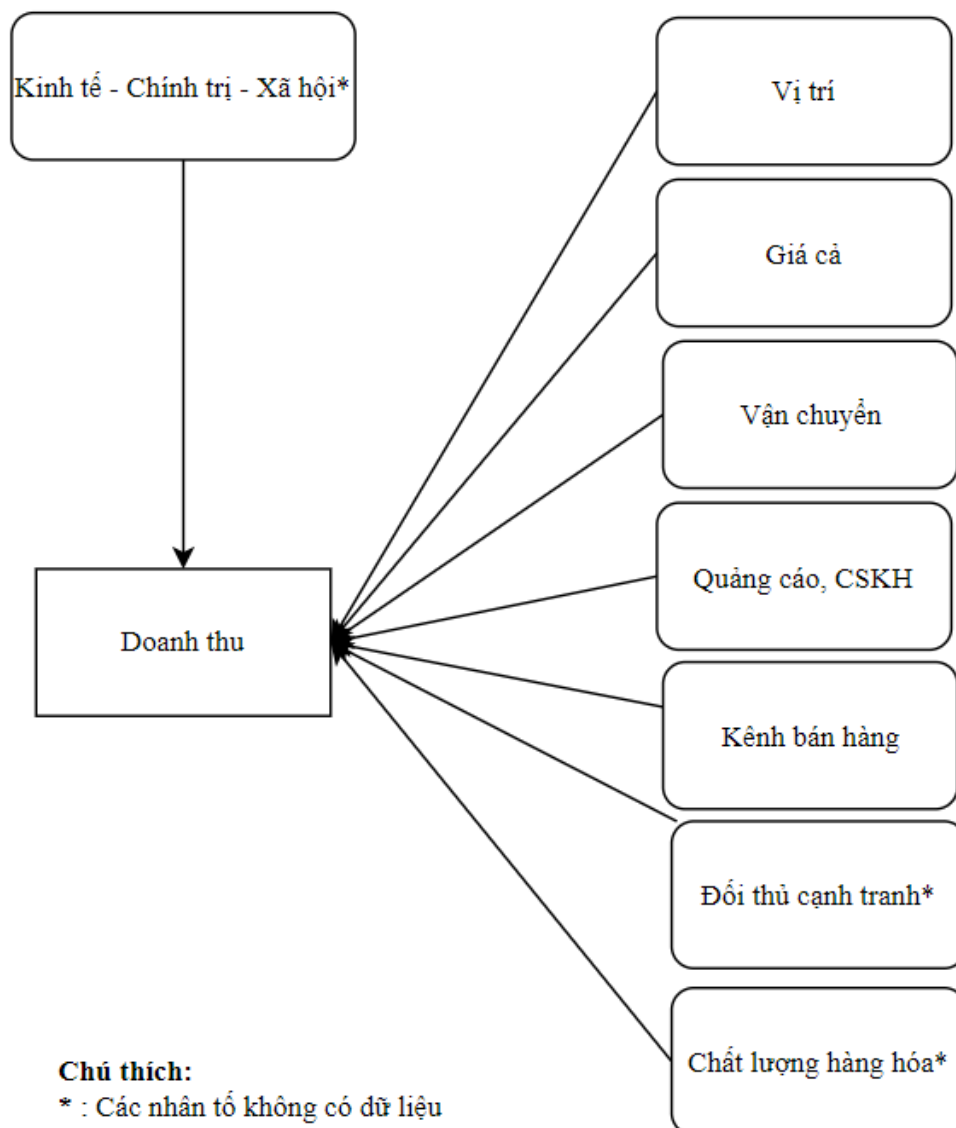 Kinh tế - Chính trị - Xã hội*
Vị trí
Giá cả
Vận chuyển
Quảng cáo, CSKH
Doanh thu
Kênh bán hàng
Đối thủ cạnh tranh*
Chất lượng hàng hóa*
Chú thích:
* : Các nhân tố không có dữ liệu